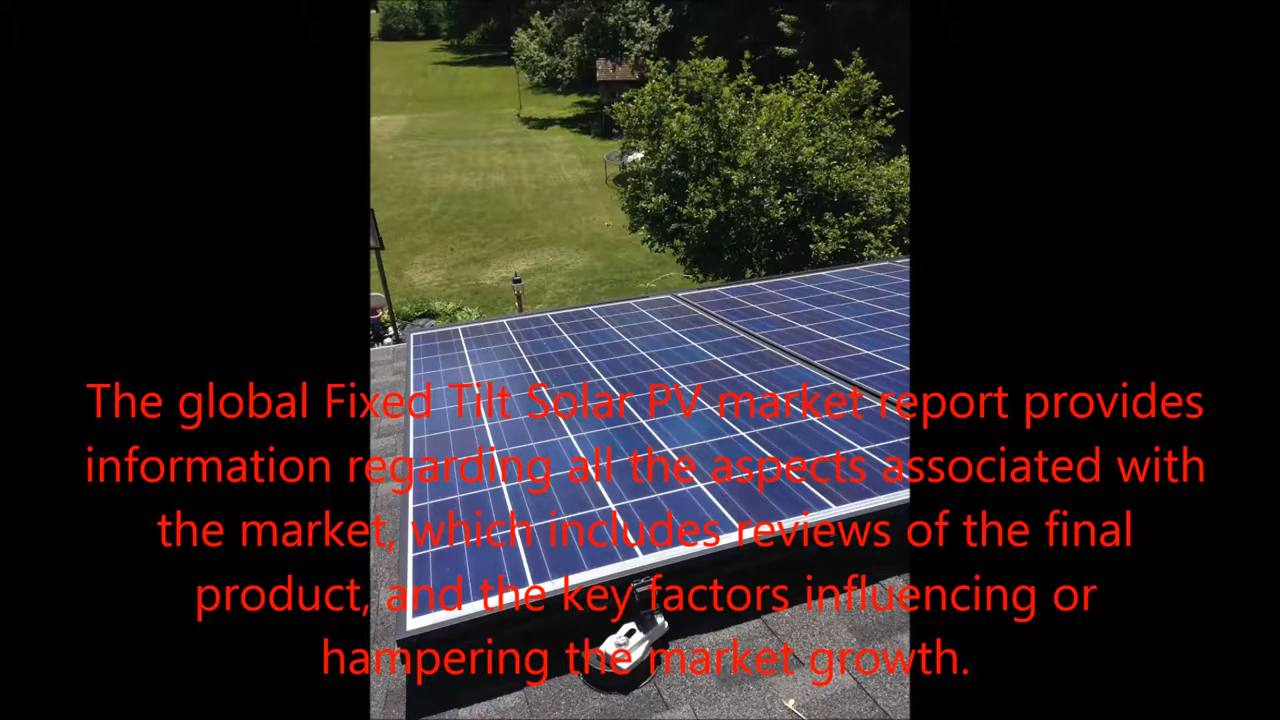 The global Fixed Tilt Solar PV market report provides
information regarding all the aspects associated with
the market, which includes reviews of the final
product, and the key factors influencing or
hampering the market growth.